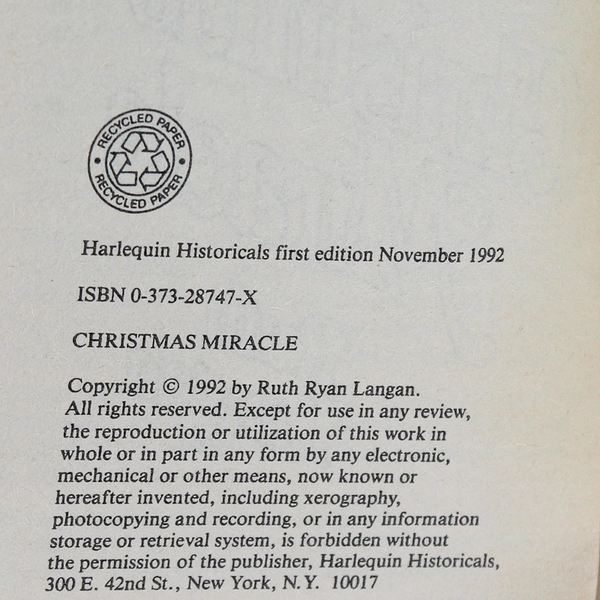 RECYCLED PAPER
RECYCLED PAPER
Harlequin Historicals first edition November 1992
ISBN 0-373-28747-X
CHRISTMAS MIRACLE
Copyright © 1992 by Ruth Ryan Langan.
All rights reserved. Except for use in any review,
the reproduction or utilization of this work in
whole or in part in any form by any electronic,
mechanical or other means, now known or
hereafter invented, including xerography,
photocopying and recording, or in any information
storage or retrieval system, is forbidden without
the permission of the publisher, Harlequin Historicals,
300 E. 42nd St., New York, N.Y. 10017